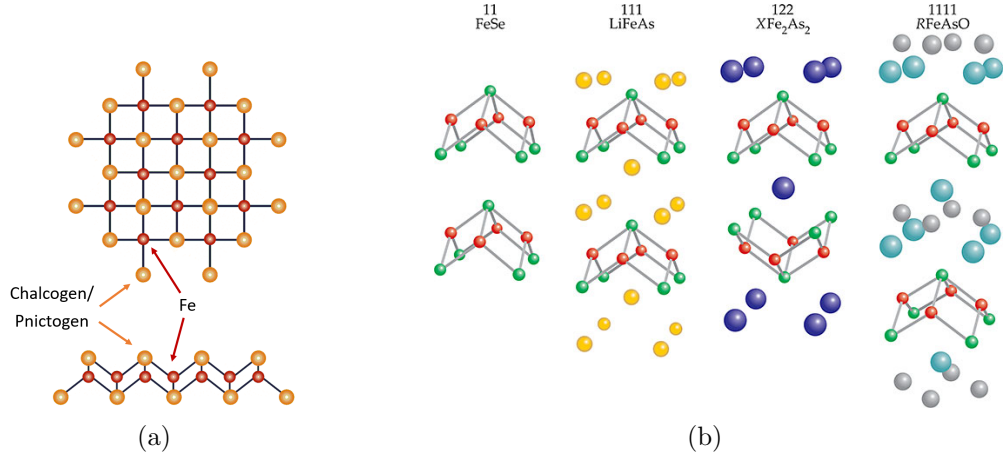 Chalcogen/
Pnictogen
Fe
(a)
11
FeSe
111
LiFeAs
122
XFe₂As₂
1111
RFeAsO
(b)